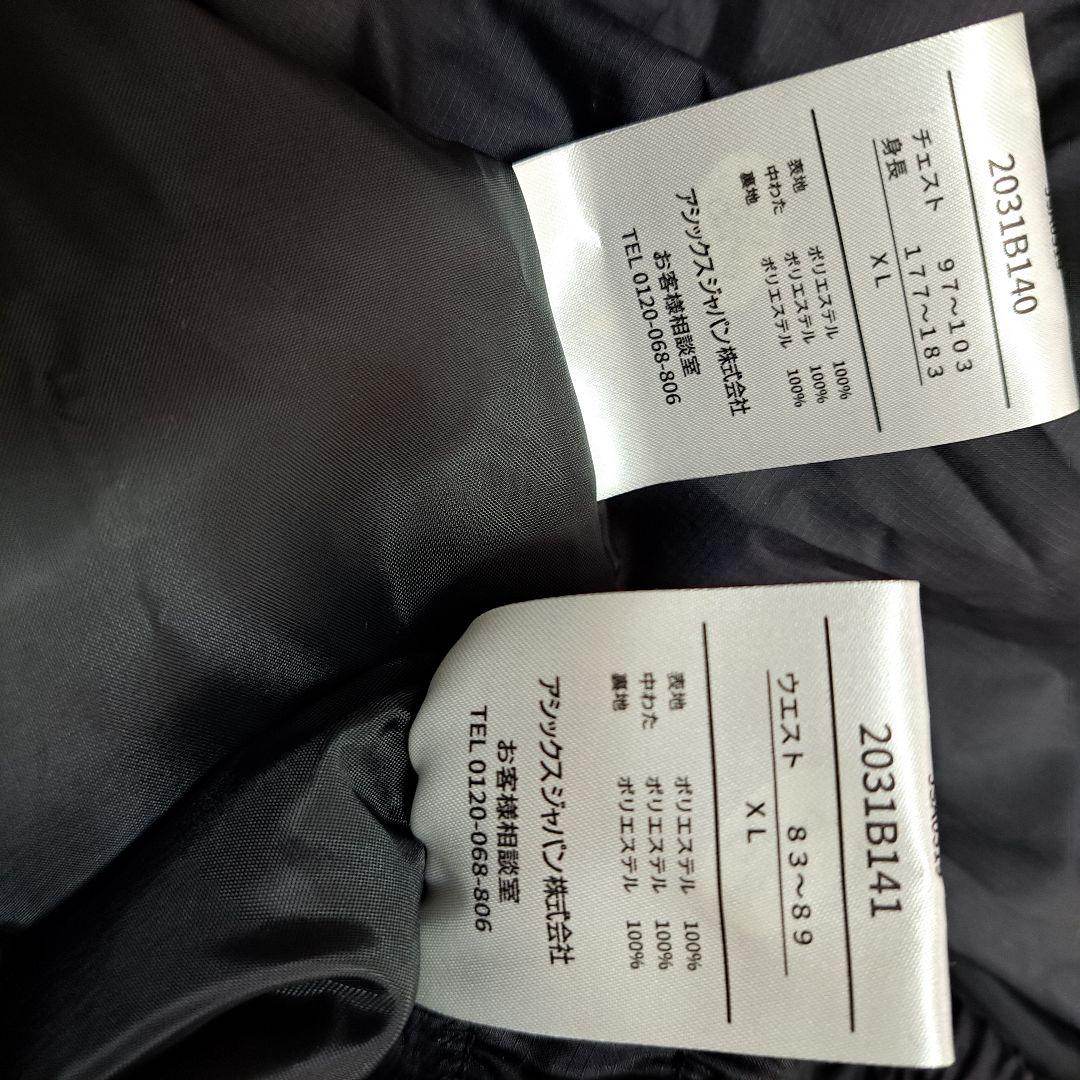 2031B140
チェスト 97～103
身長 177～183
XL
表地 ポリエステル 100%
中わた ポリエステル 100%
裏地 ポリエステル 100%
アシックスジャパン株式会社
お客様相談室
TEL 0120-068-806
2031B141
ウエスト 83～89
XL
表地 ポリエステル 100%
中わた ポリエステル 100%
裏地 ポリエステル 100%
アシックスジャパン株式会社
お客様相談室
TEL 0120-068-806